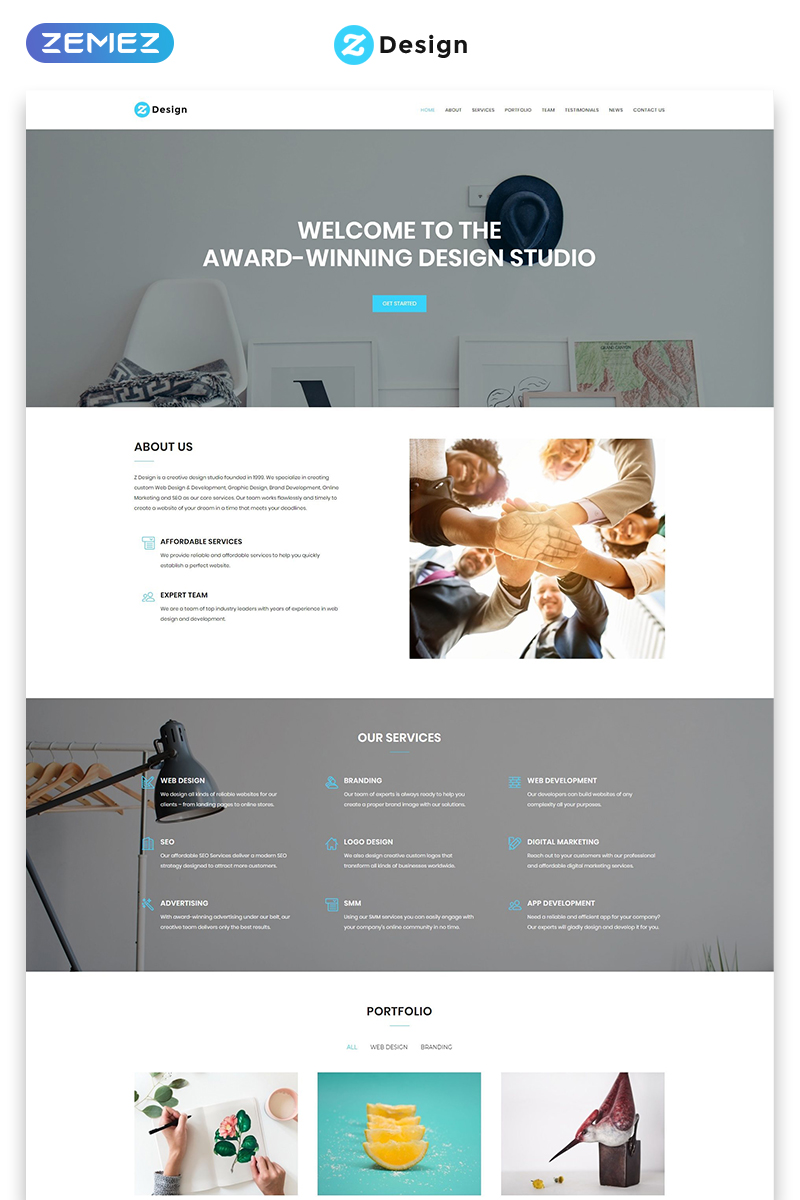 ZEMEZ
Z Design
Z Design
HOME ABOUT SERVICES PORTFOLIO TEAM TESTIMONIALS NEWS CONTACT US
WELCOME TO THE
AWARD-WINNING DESIGN STUDIO
GET STARTED
ABOUT US
Z Design is a creative design studio founded in 1999. We specialize in creating
custom Web Design & Development, Graphic Design, Brand Development, Online
Marketing and SEO as our core services. Our team works flawlessly and timely to
create a website of your dream in a time that meets your deadlines.
AFFORDABLE SERVICES
We provide reliable and affordable services to help you quickly
establish a perfect website.
EXPERT TEAM
We are a team of top industry leaders with years of experience in web
design and development.
OUR SERVICES
WEB DESIGN
We design all kinds of reliable websites for our
clients – from landing pages to online stores.
BRANDING
Our team of experts is always ready to help you
create a proper brand image with our solutions.
WEB DEVELOPMENT
Our developers can build websites of any
complexity all your purposes.
SEO
Our affordable SEO Services deliver a modern SEO
strategy designed to attract more customers.
LOGO DESIGN
We also design creative custom logos that
transform all kinds of businesses worldwide.
DIGITAL MARKETING
Reach out to your customers with our professional
and affordable digital marketing services.
ADVERTISING
With award-winning advertising under our belt, our
creative team delivers only the best results.
SMM
Using our SMM services you can easily engage with
your company's online community in no time.
APP DEVELOPMENT
Need a reliable and efficient app for your company?
Our experts will gladly design and develop it for you.
PORTFOLIO
ALL WEB DESIGN BRANDING